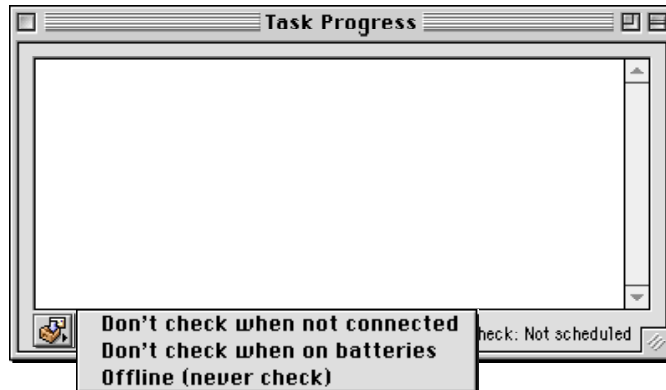 Task Progress
Don't check when not connected
heck: Not scheduled
Don't check when on batteries
Offline (never check)